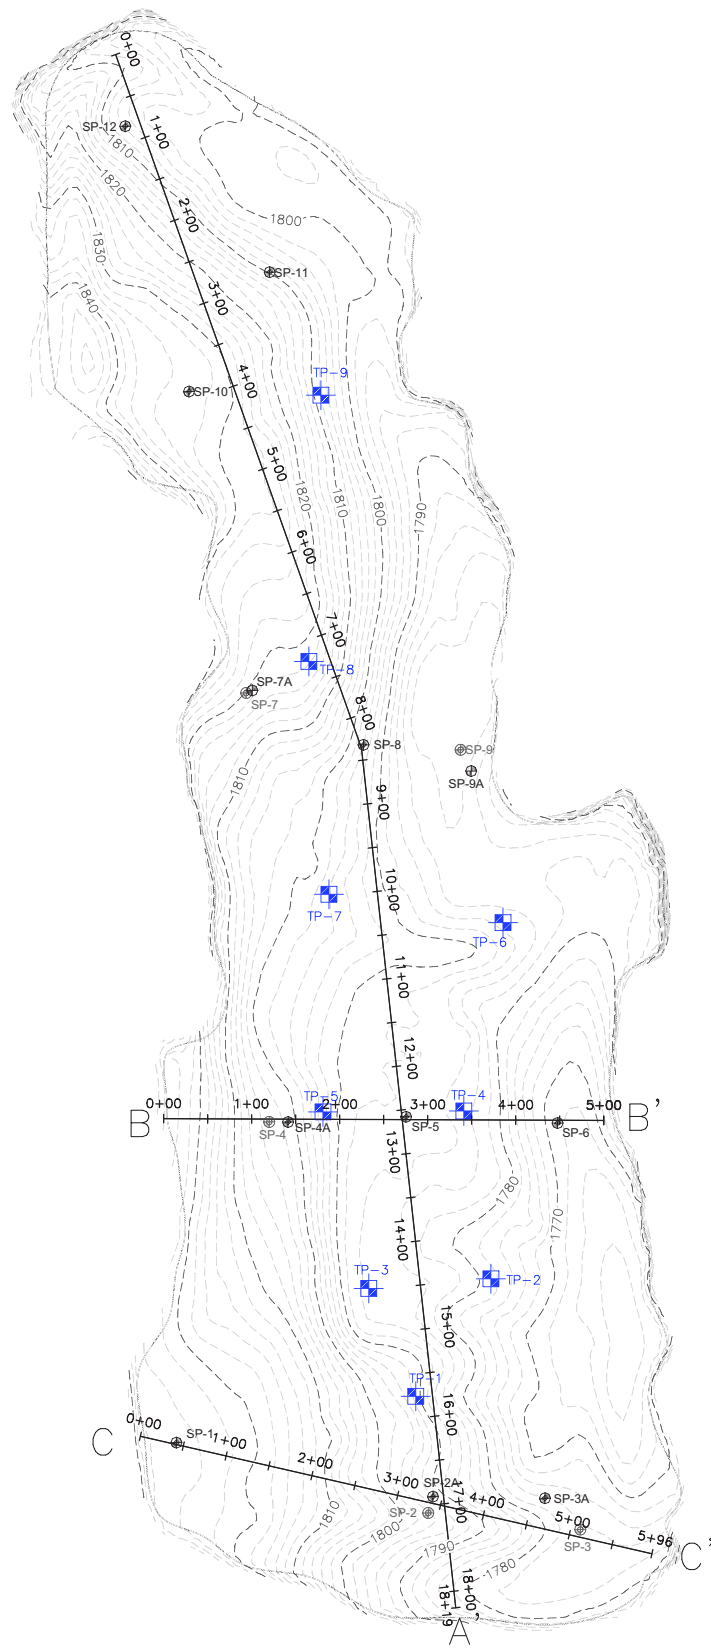 0+00
SP-12
1+00
1810
1820
2+00
1800
1830
SP-11
1840
3+00
TP-9
4+00
SP-10
5+00
1820
1810
1800
1790
6+00
7+00
TP-8
SP-7A
SP-7
8+00
SP-8
SP-9
SP-9A
1810
9+00
10+00
TP-7
TP-6
11+00
12+00
TP-5
TP-4
0+00
1+00
2+00
3+00
4+00
5+00
B
B'
SP-4
SP-4A
SP-5
SP-6
13+00
1780
1770
14+00
TP-3
TP-2
15+00
TP-1
16+00
C
0+00
SP-1
1+00
2+00
3+00
SP-2A
17+00
4+00
SP-3A
5+00
5+96
C'
SP-2
SP-3
1810
1800
1790
1780
18+00
18+19
A'